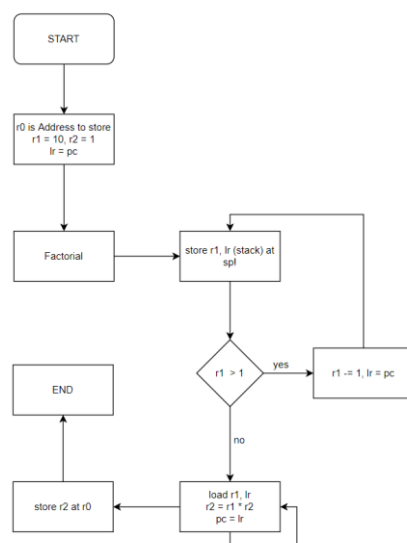 START
r0 is Address to store
r1 = 10, r2 = 1
lr = pc
Factorial
store r1, lr (stack) at
sp!
r1 > 1
yes
r1 -= 1, lr = pc
no
END
store r2 at r0
load r1, lr
r2 = r1 * r2
pc = lr